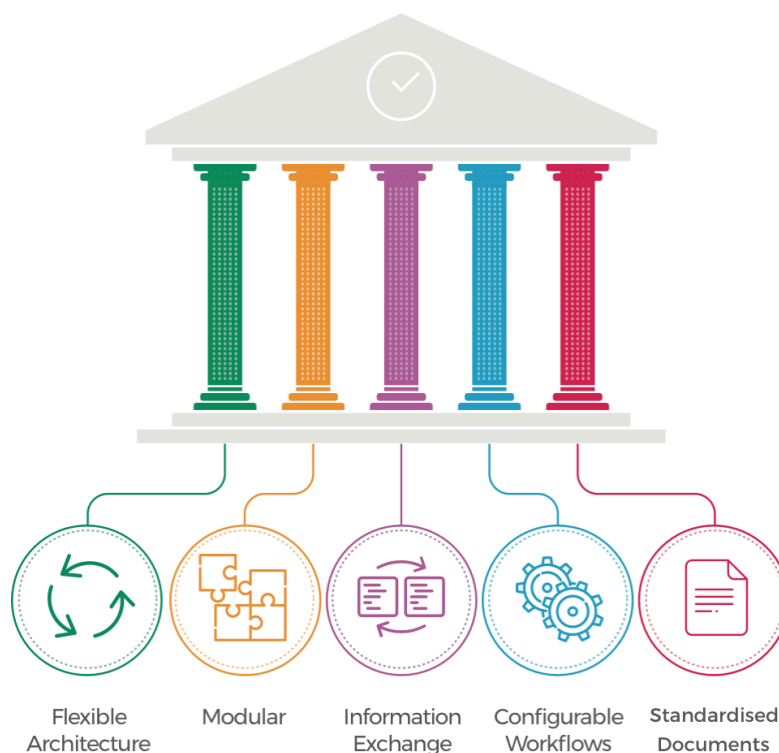 Flexible
Architecture
Modular
Information
Exchange
Configurable
Workflows
Standardised
Documents